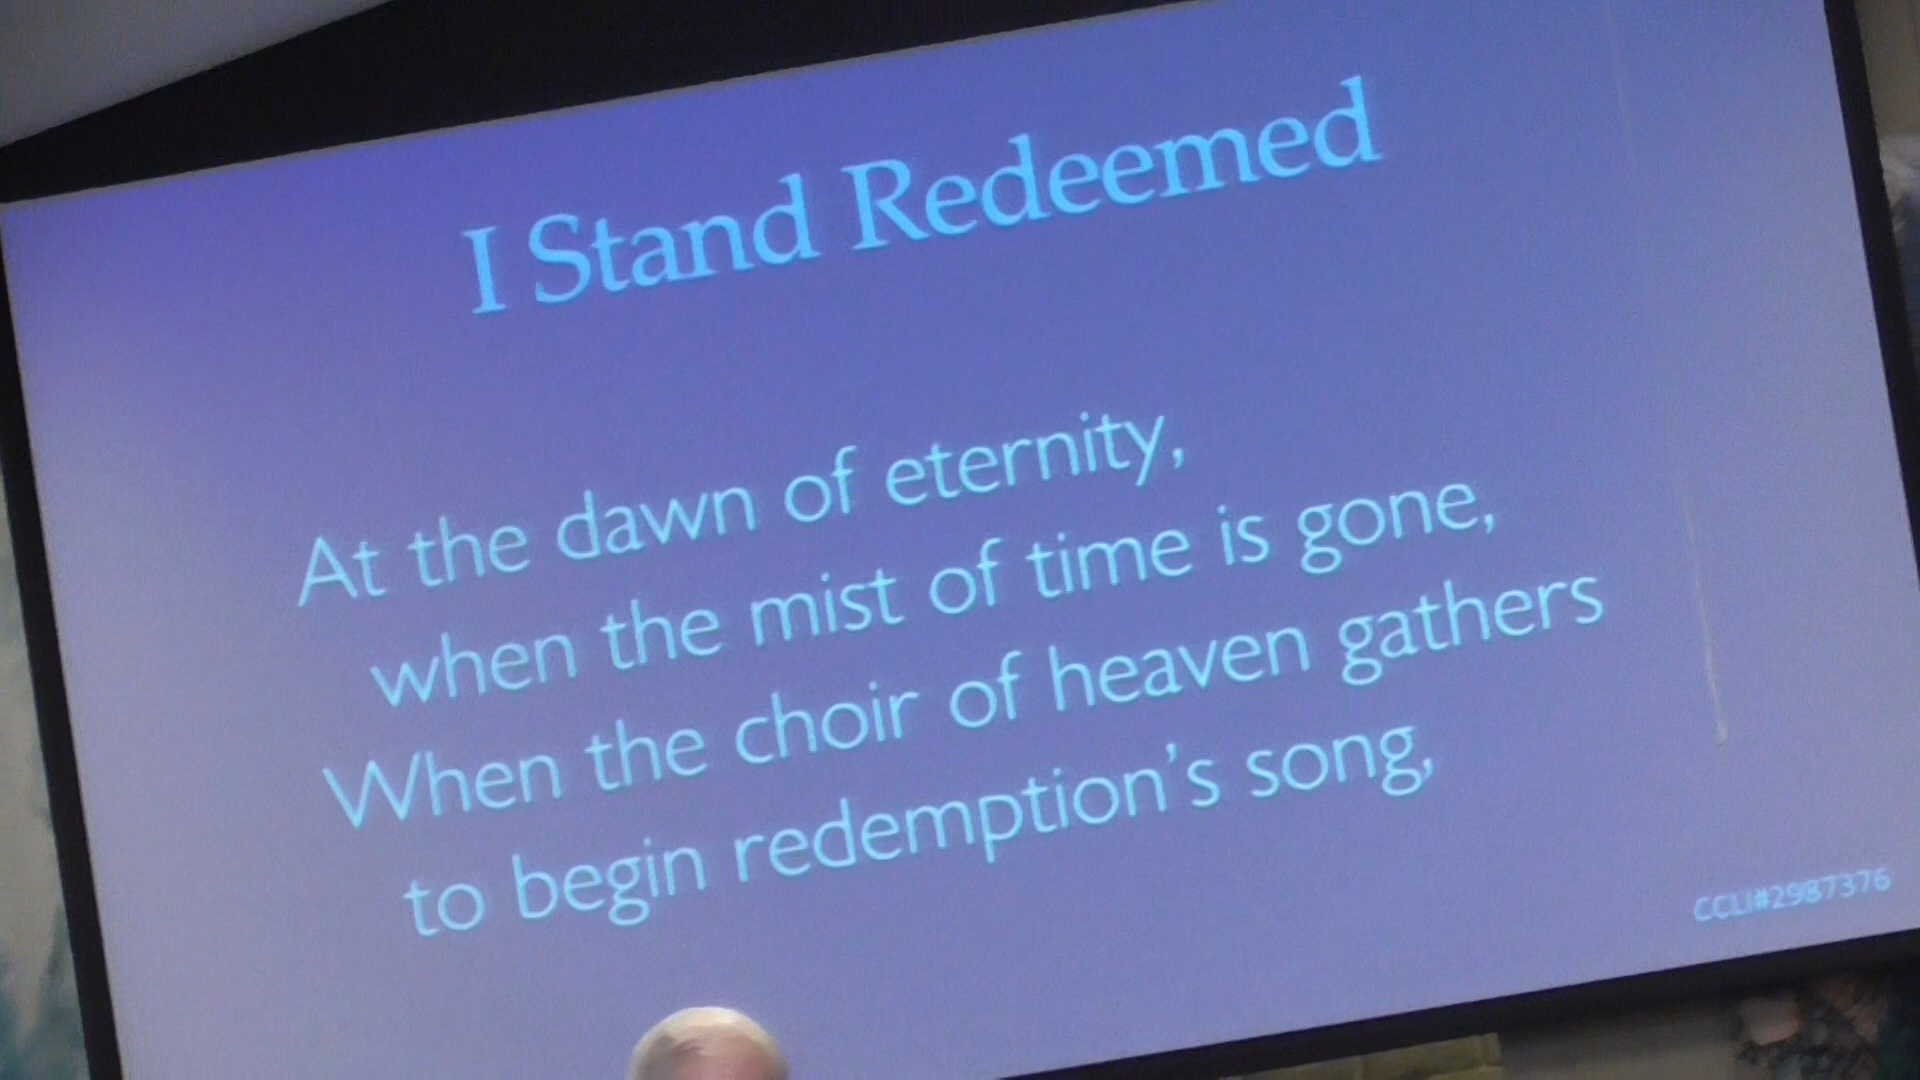 I Stand Redeemed
At the dawn of eternity,
when the mist of time is gone,
When the choir of heaven gathers
to begin redemption's song,
CCLI#2987376